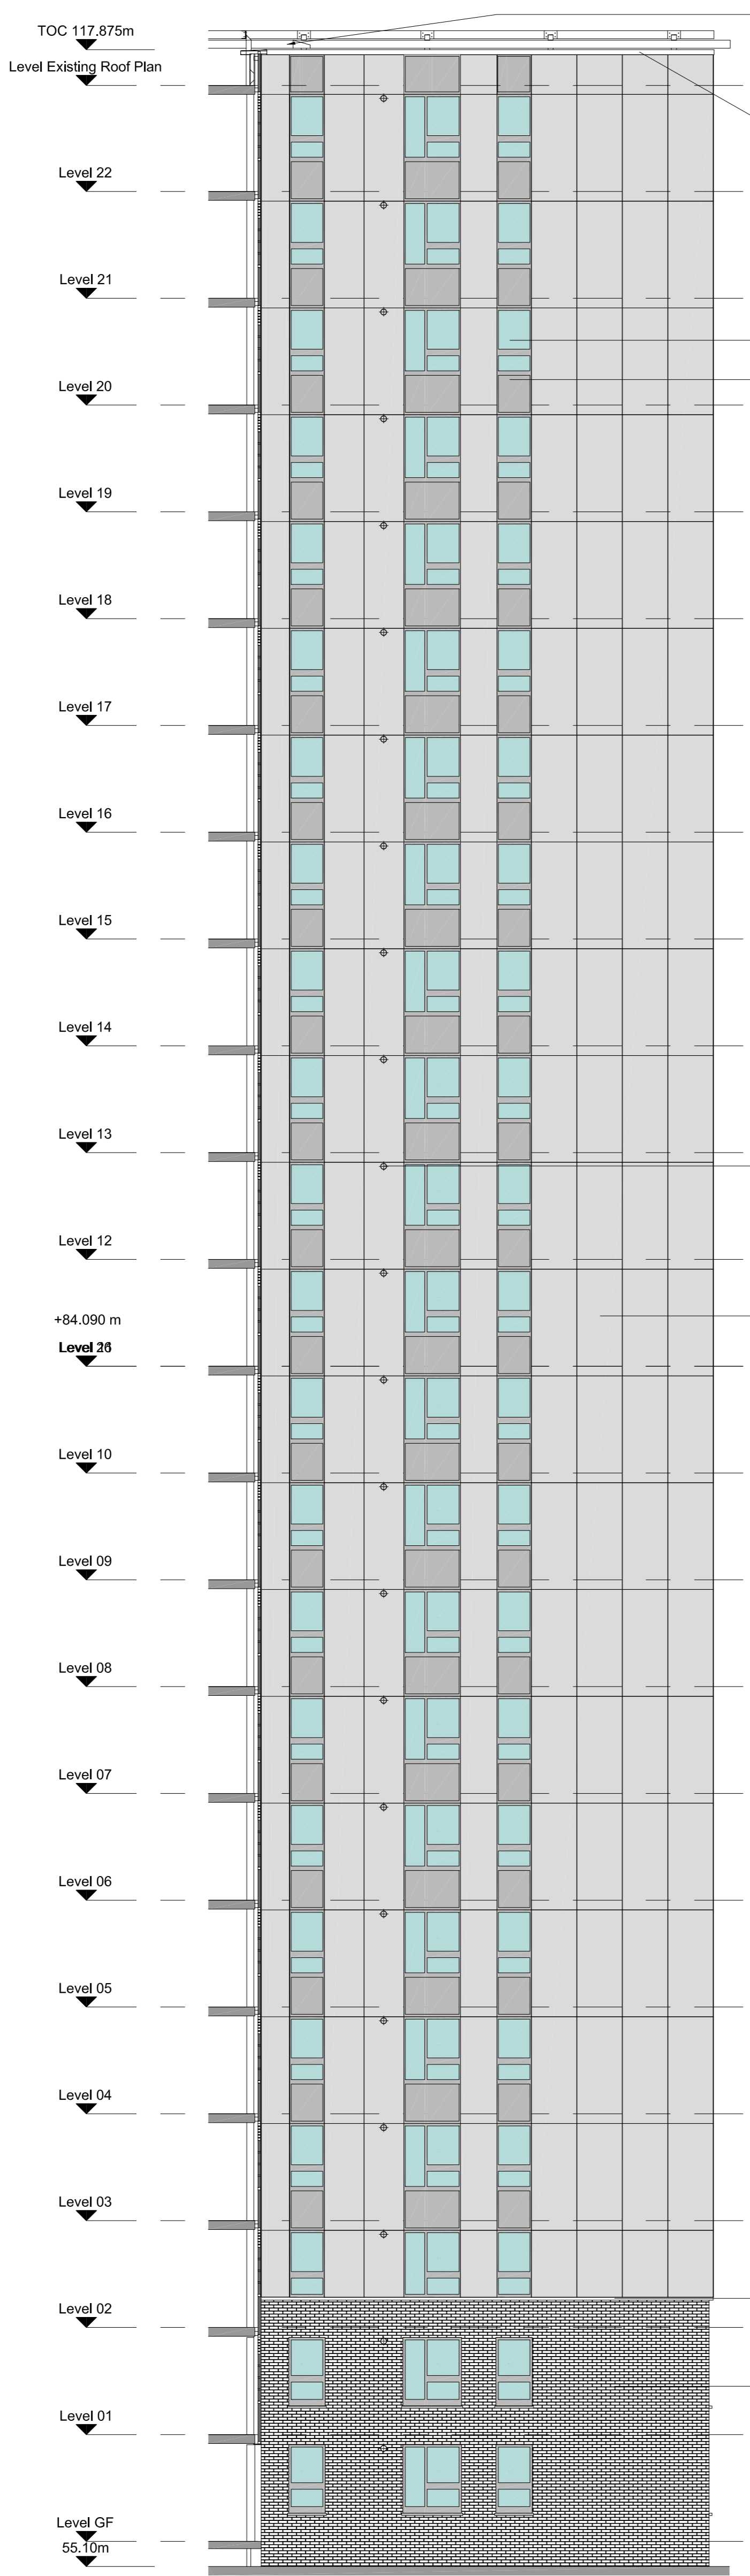 TOC 117.875m
Level Existing Roof Plan
Level 22
Level 21
Level 20
Level 19
Level 18
Level 17
Level 16
Level 15
Level 14
Level 13
Level 12
+84.090 m
Level
Level 10
Level 09
Level 08
Level 07
Level 06
Level 05
Level 04
Level 03
Level 02
Level 01
Level GF
55.10m